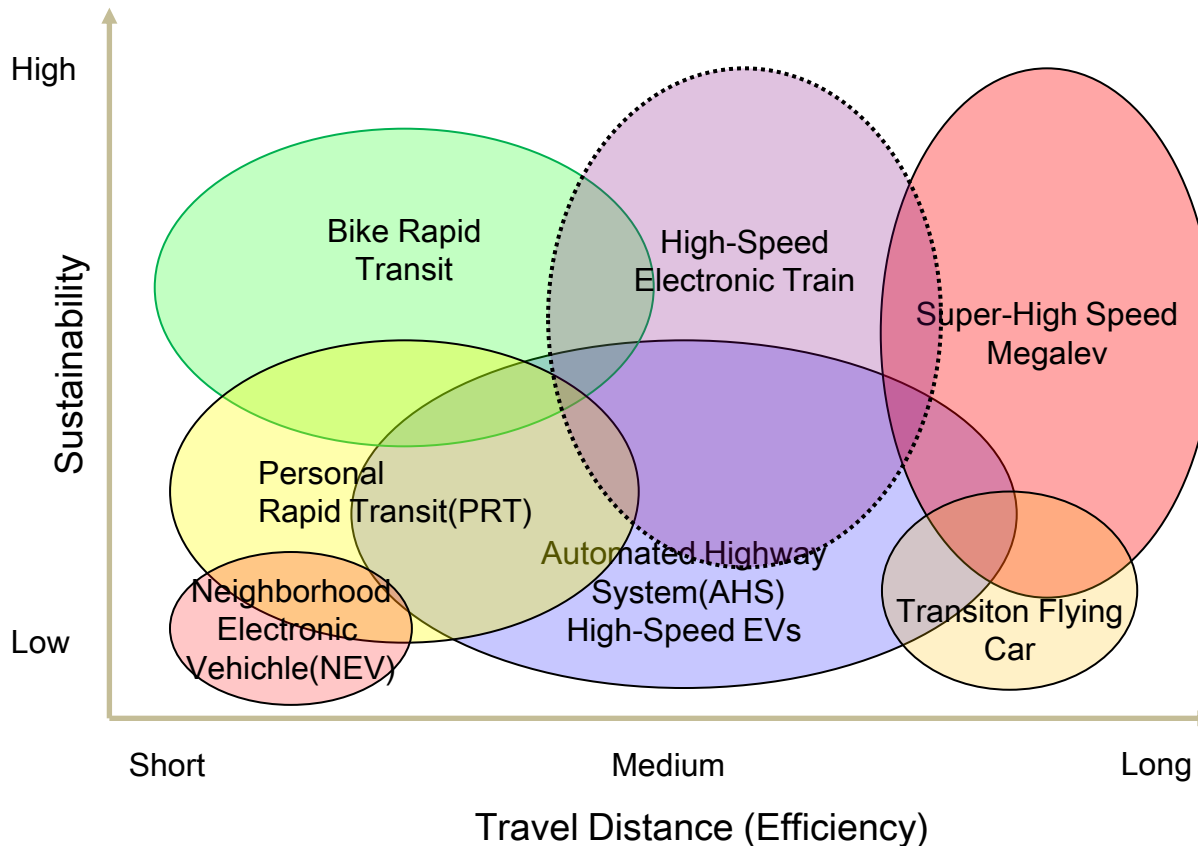 High
Bike Rapid
Transit
High-Speed
Electronic Train
Super-High Speed
Megalev
Sustainability
Personal
Rapid Transit(PRT)
Automated Highway
System(AHS)
High-Speed EVs
Neighborhood
Electronic
Vehichle(NEV)
Transiton Flying
Car
Low
Short
Medium
Long
Travel Distance (Efficiency)